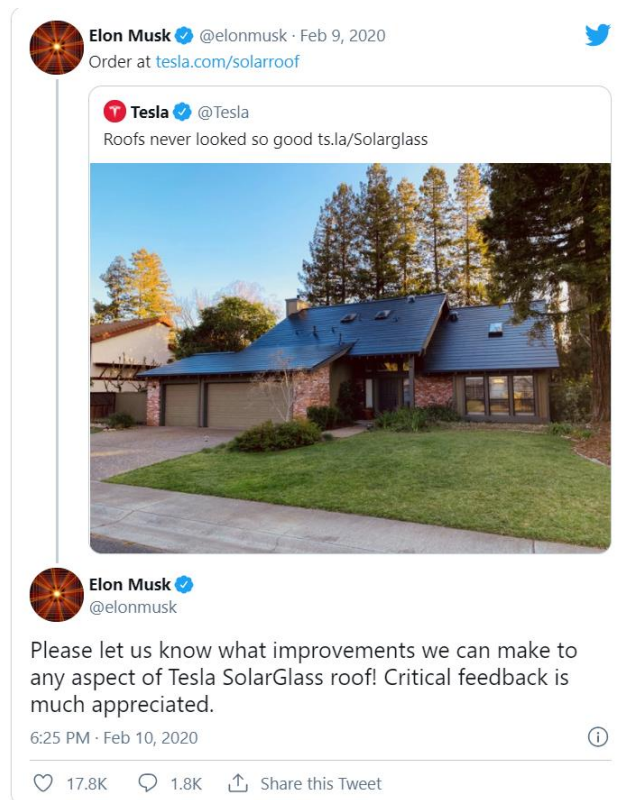 Elon Musk @elonmusk · Feb 9, 2020
Order at tesla.com/solarroof
Tesla @Tesla
Roofs never looked so good ts.la/Solarglass
Elon Musk
@elonmusk
Please let us know what improvements we can make to
any aspect of Tesla SolarGlass roof! Critical feedback is
much appreciated.
6:25 PM · Feb 10, 2020
17.8K 1.8K Share this Tweet